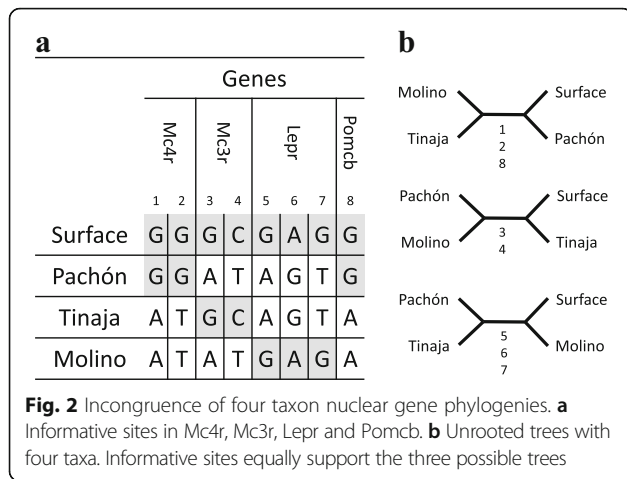 a
Genes
Mc4r Mc3r Lepr Pomcb
1 2 3 4 5 6 7 8
Surface G G G C G A G G
Pachón G G A T A G T G
Tinaja A T G C A G T A
Molino A T A T G A G A
b
Molino Surface
1
Tinaja Pachón
2
8
Pachón Surface
3
Molino Tinaja
4
Pachón Surface
5
Tinaja Molino
6
7
Fig. 2 Incongruence of four taxon nuclear gene phylogenies. a
Informative sites in Mc4r, Mc3r, Lepr and Pomcb. b Unrooted trees with
four taxa. Informative sites equally support the three possible trees